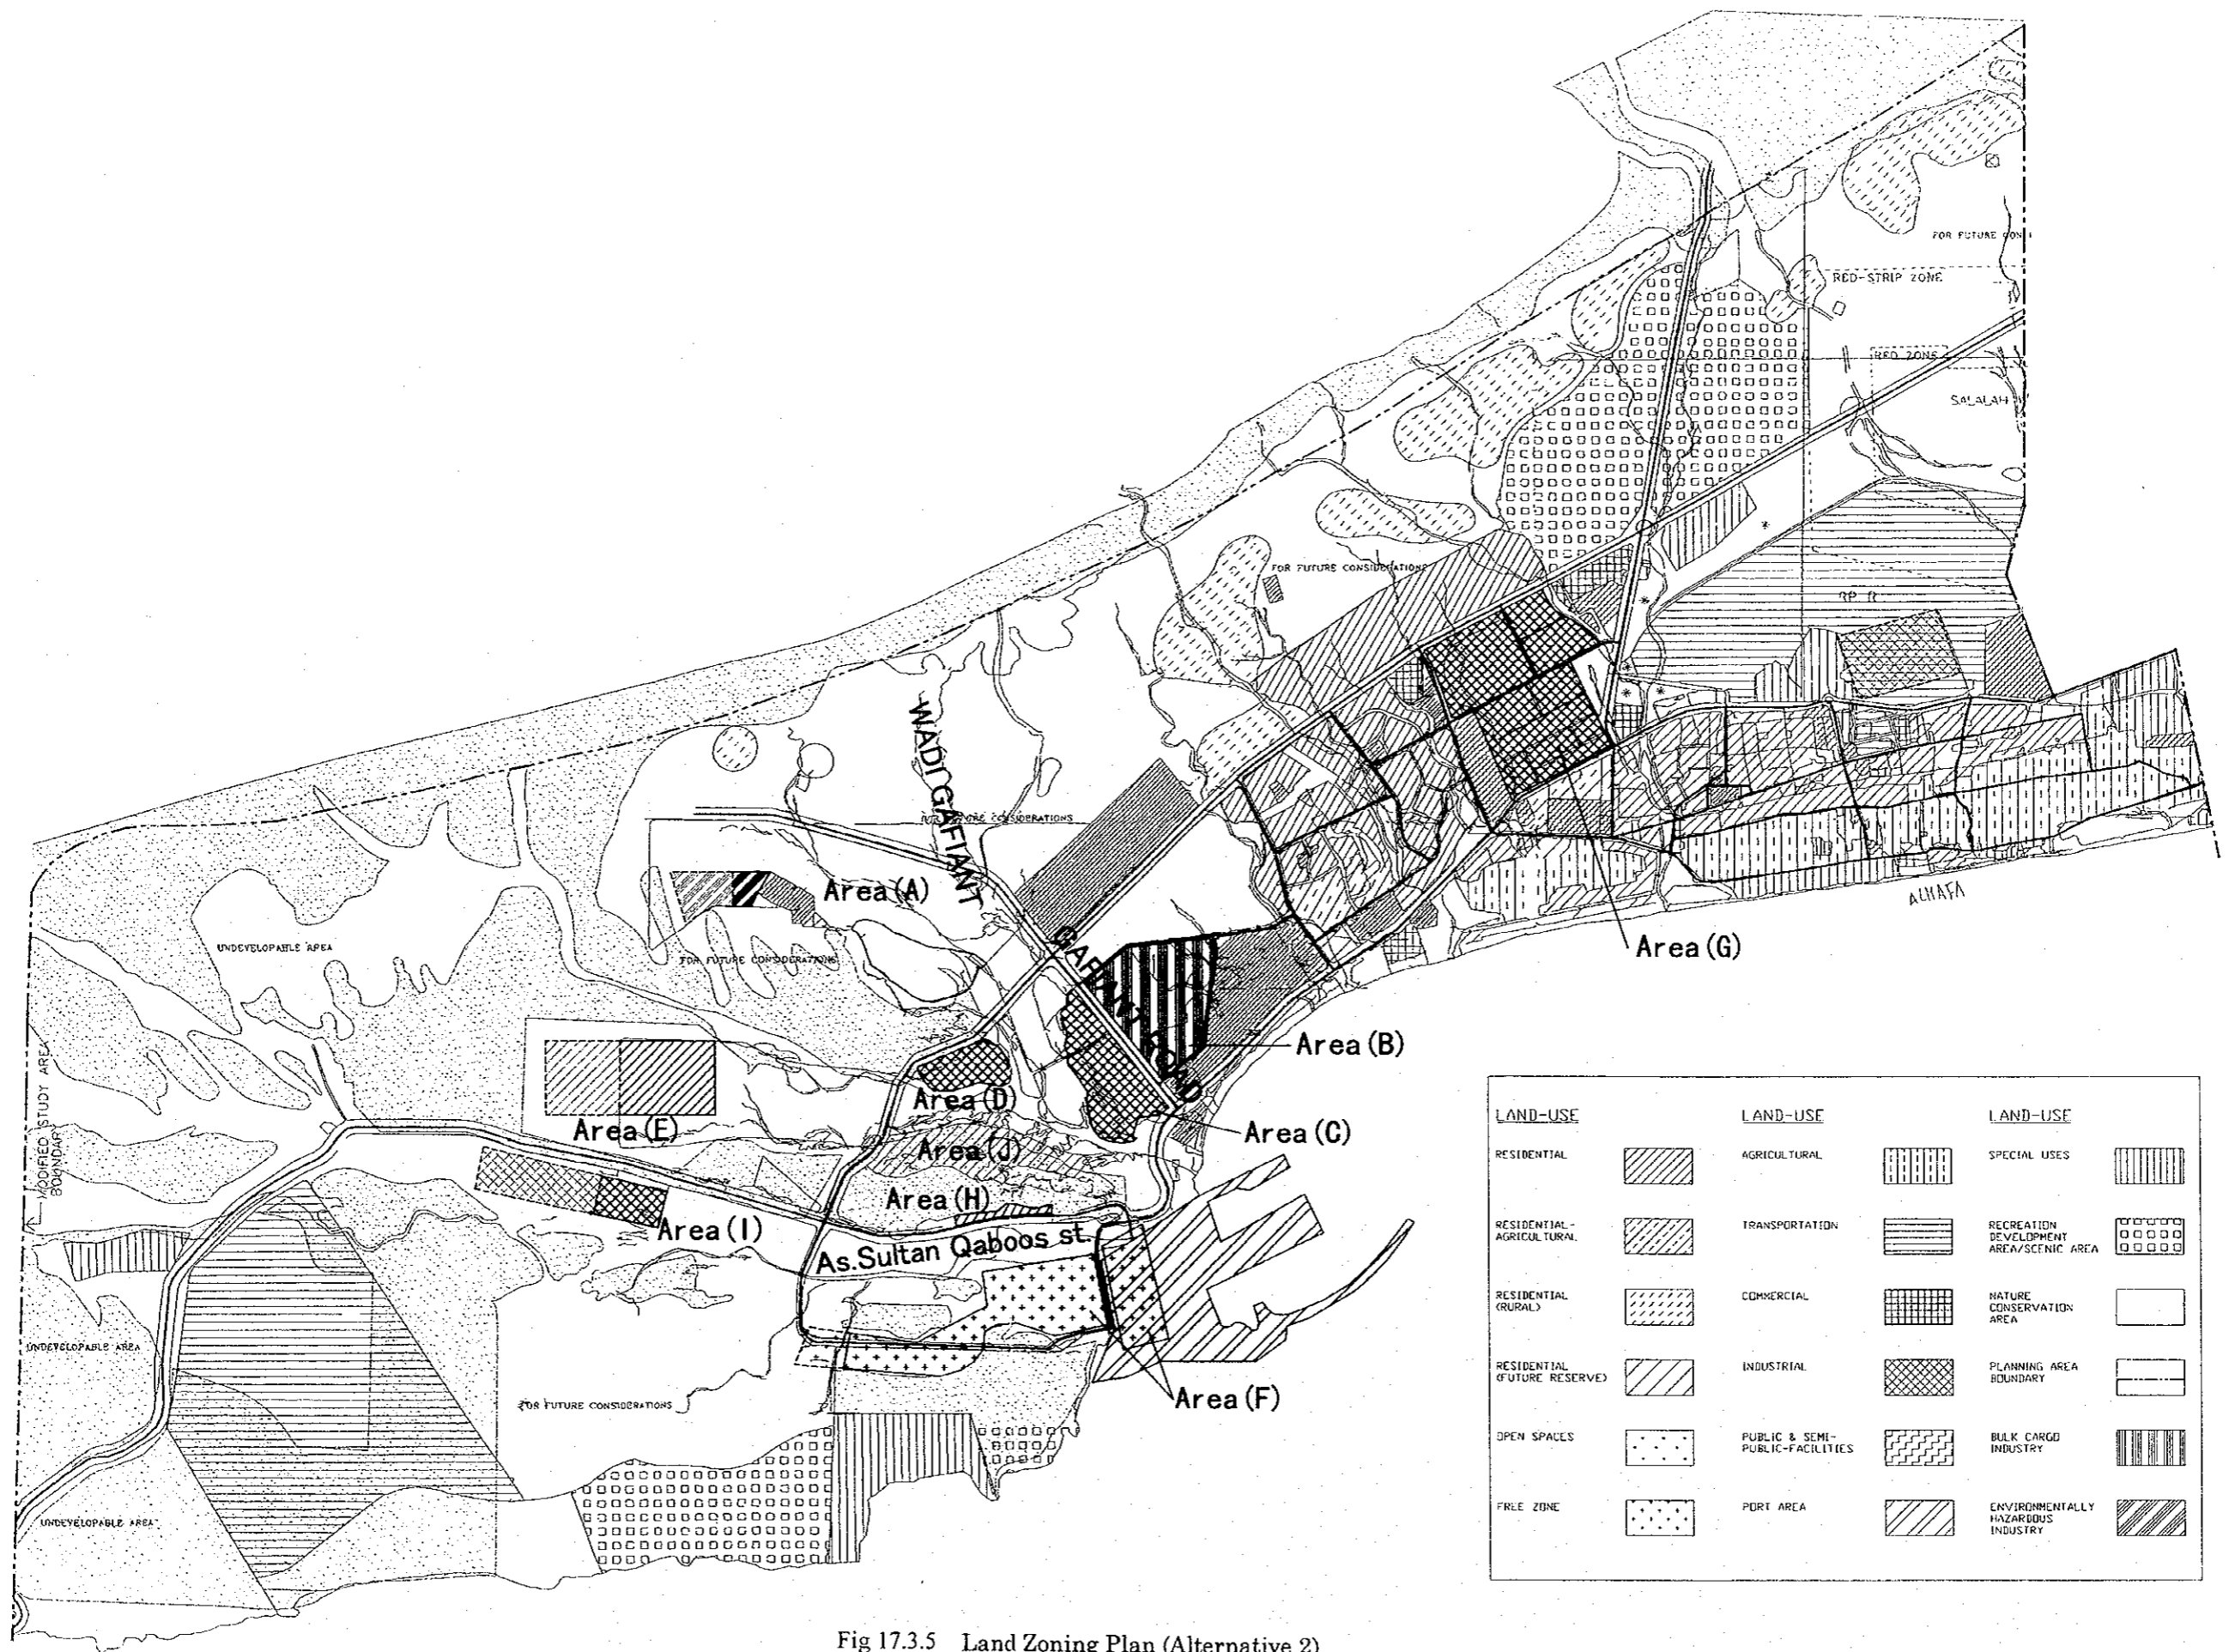 FOR FUTURE CON
RED-STRIP ZONE
RED ZONE
SALALAH
FOR FUTURE CONSIDERATIONS
RP R
WADI GAFIANT
CONSIDERATIONS
Area(A)
ALHAFA
UNDEVELOPABLE AREA
FOR FUTURE CONSIDERATIONS
Area(G)
Area(B)
MODIFIED STUDY AREA
BOUNDARY
Area(D)
Area(E)
Area(C)
Area(J)
Area(H)
Area(I)
As.Sultan Qaboos st.
UNDEVELOPABLE AREA
FOR FUTURE CONSIDERATIONS
Area(F)
UNDEVELOPABLE AREA
LAND-USE
RESIDENTIAL
RESIDENTIAL-
AGRICULTURAL
RESIDENTIAL
(RURAL)
RESIDENTIAL
(FUTURE RESERVE)
OPEN SPACES
FREE ZONE
LAND-USE
AGRICULTURAL
TRANSPORTATION
COMMERCIAL
INDUSTRIAL
PUBLIC & SEMI-
PUBLIC-FACILITIES
PORT AREA
LAND-USE
SPECIAL USES
RECREATION
DEVELOPMENT
AREA/SCENIC AREA
NATURE
CONSERVATION
AREA
PLANNING AREA
BOUNDARY
BULK CARGO
INDUSTRY
ENVIRONMENTALLY
HAZARDOUS
INDUSTRY
Fig 17.3.5 Land Zoning Plan (Alternative 2)